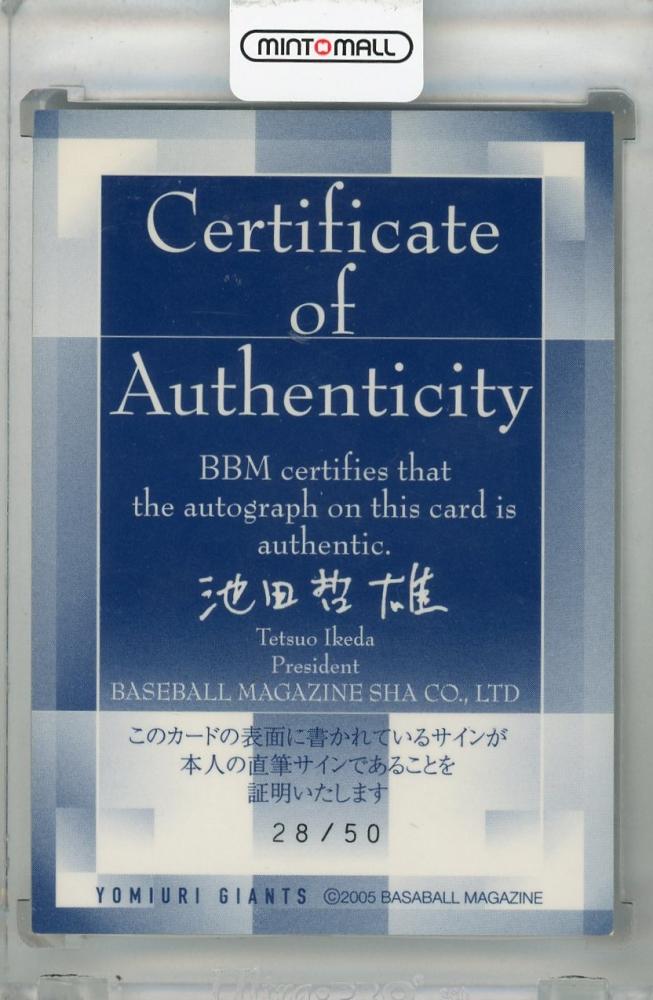 MINTOMALL
Certificate
of
Authenticity
BBM certifies that
the autograph on this card is
authentic.
池田哲雄
Tetsuo Ikeda
President
BASEBALL MAGAZINE SHA CO., LTD
このカードの表面に書かれているサインが
本人の直筆サインであることを
証明いたします
28/50
YOMIURI GIANTS ©2005 BASABALL MAGAZINE